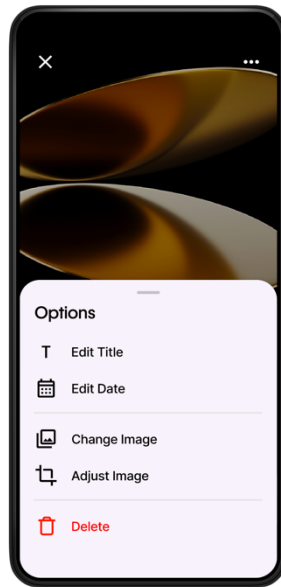 Options
Edit Title
Edit Date
Change Image
Adjust Image
Delete